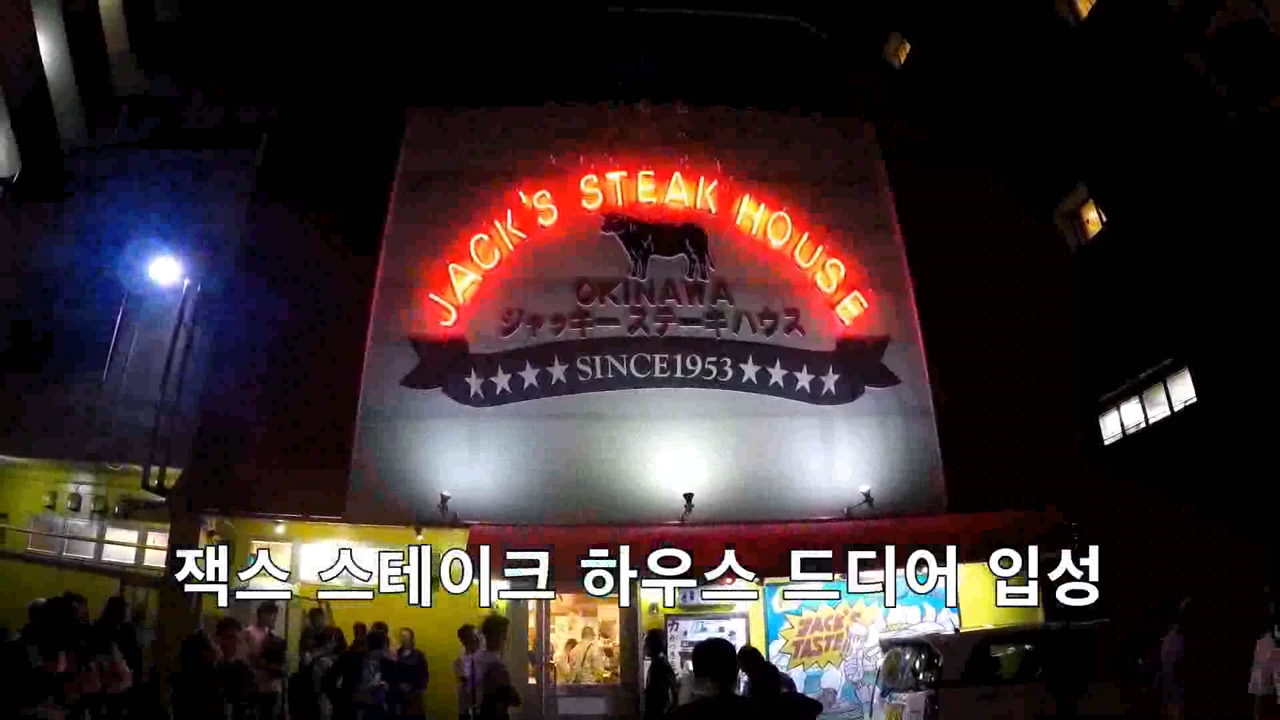 JACK'S STEAK HOUSE
OKINAWA
ジャッキーステーキハウス
★★★★SINCE1953★★★★
잭스 스테이크 하우스 드디어 입성
JACK'S
TASTE!